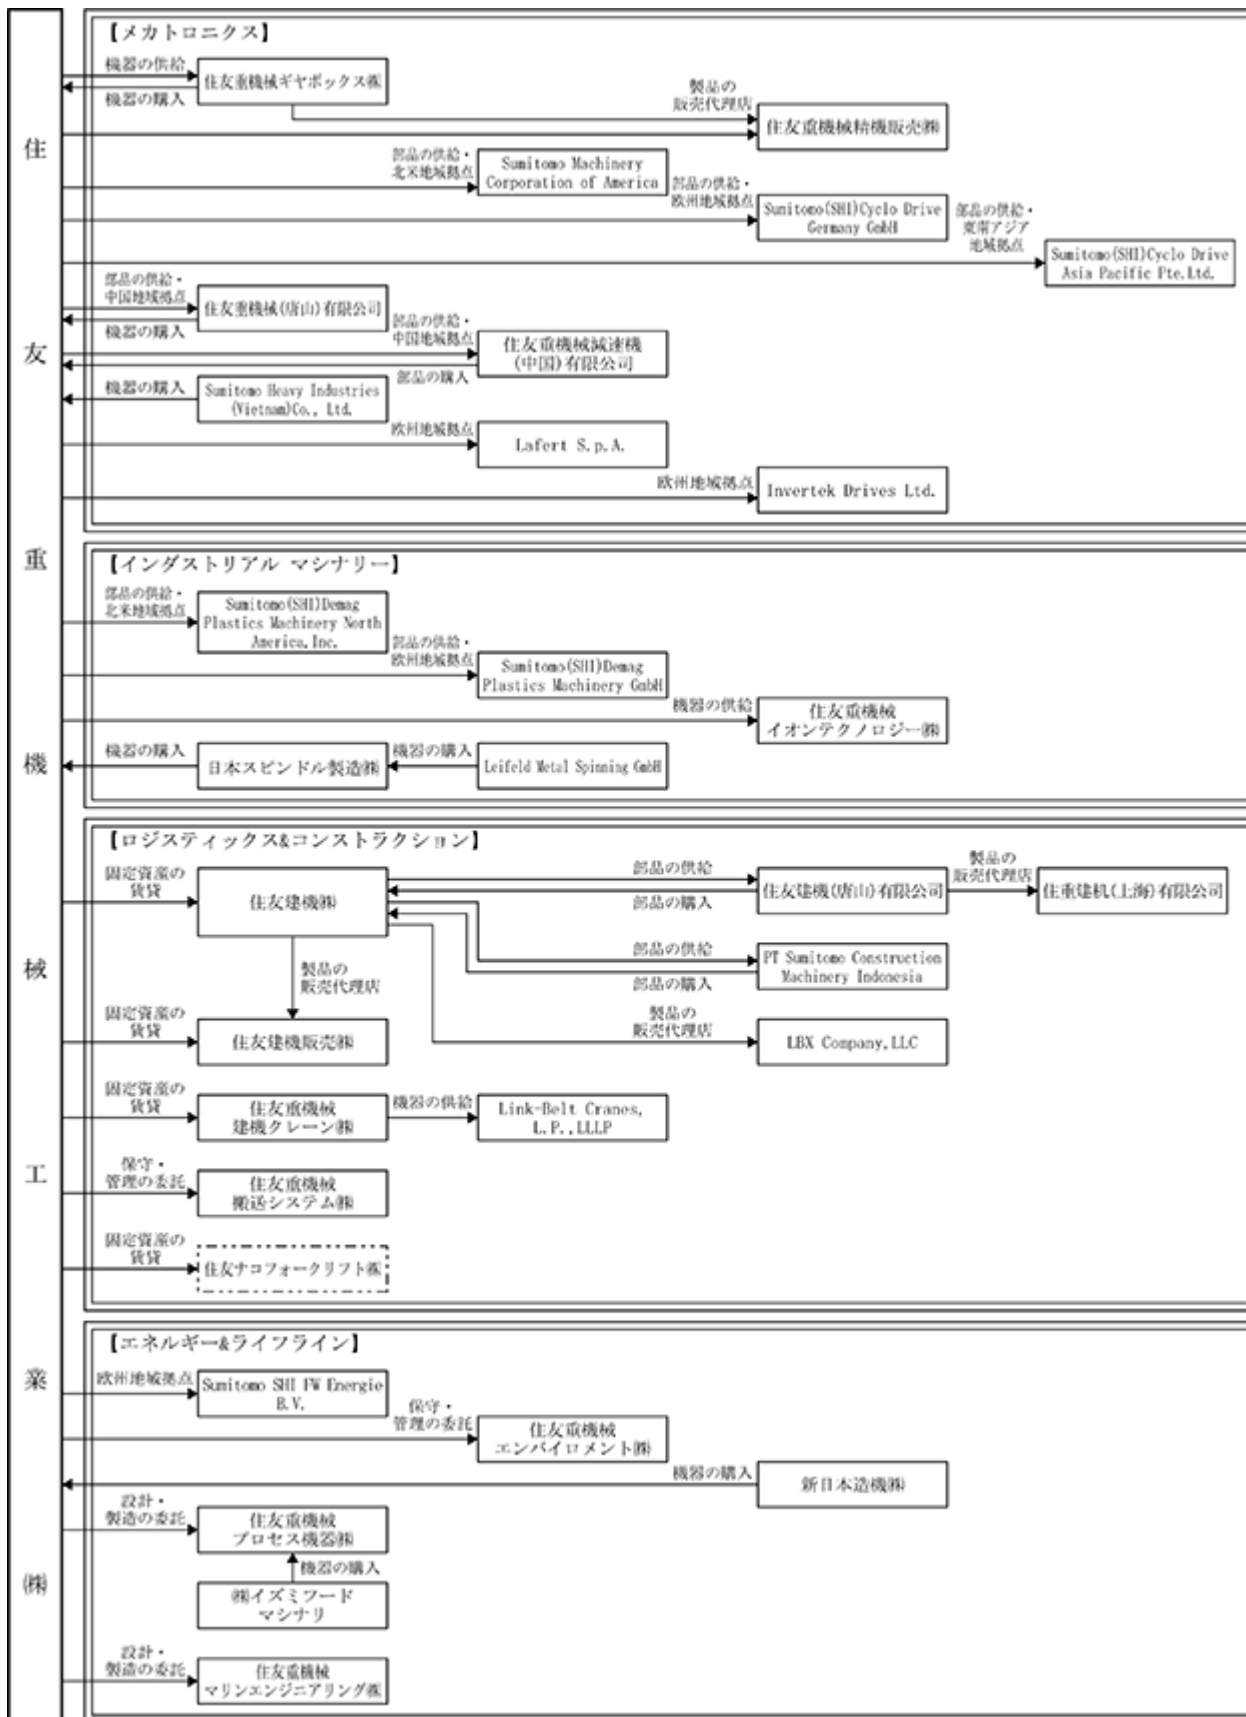 住友重機械工業㈱
【メカトロニクス】
機器の供給
機器の購入
住友重機械ギヤボックス㈱
製品の
販売代理店
住友重機械精機販売㈱
部品の供給・
北米地域拠点
Sumitomo Machinery
Corporation of America
部品の供給・
欧州地域拠点
Sumitomo(SHI)Cyclo Drive
Germany GmbH
部品の供給・
東南アジア
地域拠点
Sumitomo(SHI)Cyclo Drive
Asia Pacific Pte.Ltd.
部品の供給・
中国地域拠点
機器の購入
住友重機械(唐山)有限公司
部品の供給・
中国地域拠点
部品の購入
住友重機械減速機
(中国)有限公司
機器の購入
Sumitomo Heavy Industries
(Vietnam)Co., Ltd.
欧州地域拠点
Lafert S.p.A.
欧州地域拠点
Invertek Drives Ltd.
【インダストリアル マシナリー】
部品の供給・
北米地域拠点
Sumitomo(SHI)Demag
Plastics Machinery North
America,Inc.
部品の供給・
欧州地域拠点
Sumitomo(SHI)Demag
Plastics Machinery GmbH
機器の供給
住友重機械
イオンテクノロジー㈱
機器の購入
日本スピンドル製造㈱
機器の購入
Leifeld Metal Spinning GmbH
【ロジスティックス&コンストラクション】
固定資産の
賃貸
住友建機㈱
部品の供給
部品の購入
住友建機(唐山)有限公司
製品の
販売代理店
住重建机(上海)有限公司
部品の供給
部品の購入
PT Sumitomo Construction
Machinery Indonesia
製品の
販売代理店
製品の
販売代理店
LBX Company,LLC
固定資産の
賃貸
住友建機販売㈱
固定資産の
賃貸
住友重機械
建機クレーン㈱
機器の供給
Link-Belt Cranes,
L.P.,LLLP
保守・
管理の委託
住友重機械
搬送システム㈱
固定資産の
賃貸
住友ナコフォークリフト㈱
【エネルギー&ライフライン】
欧州地域拠点
Sumitomo SHI FW Energie
B.V.
保守・
管理の委託
住友重機械
エンバイロメント㈱
機器の購入
新日本造機㈱
設計・
製造の委託
住友重機械
プロセス機器㈱
機器の購入
㈱イズミフード
マシナリ
設計・
製造の委託
住友重機械
マリンエンジニアリング㈱